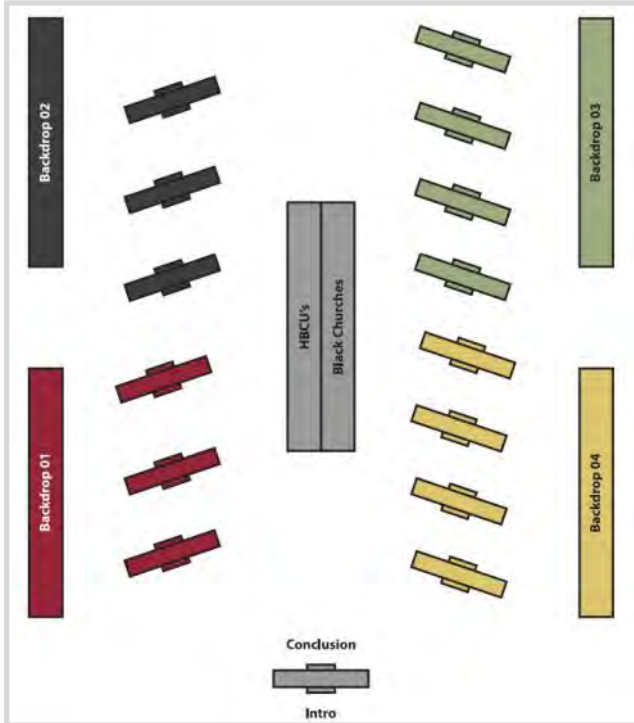 Backdrop 02
Backdrop 03
HBCU's
Black Churches
Backdrop 01
Backdrop 04
Conclusion
Intro